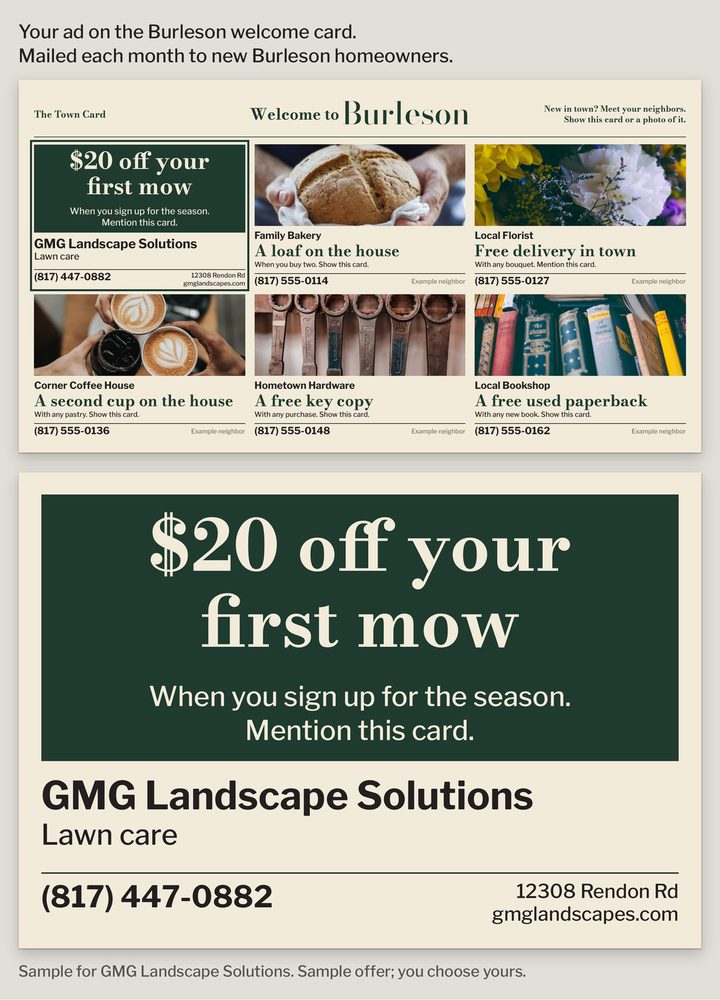 Your ad on the Burleson welcome card.
Mailed each month to new Burleson homeowners.
The Town Card
Welcome to Burleson
New in town? Meet your neighbors.
Show this card or a photo of it.
$20 off your
first mow
When you sign up for the season.
Mention this card.
GMG Landscape Solutions
Lawn care
(817) 447-0882
12308 Rendon Rd
gmglandscapes.com
Family Bakery
A loaf on the house
When you buy two. Show this card.
(817) 555-0114
Example neighbor
Local Florist
Free delivery in town
With any bouquet. Mention this card.
(817) 555-0127
Example neighbor
Corner Coffee House
A second cup on the house
With any pastry. Show this card.
(817) 555-0136
Example neighbor
Hometown Hardware
A free key copy
With any purchase. Show this card.
(817) 555-0148
Example neighbor
Local Bookshop
A free used paperback
With any new book. Show this card.
(817) 555-0162
Example neighbor
$20 off your
first mow
When you sign up for the season.
Mention this card.
GMG Landscape Solutions
Lawn care
(817) 447-0882
12308 Rendon Rd
gmglandscapes.com
Sample for GMG Landscape Solutions. Sample offer; you choose yours.